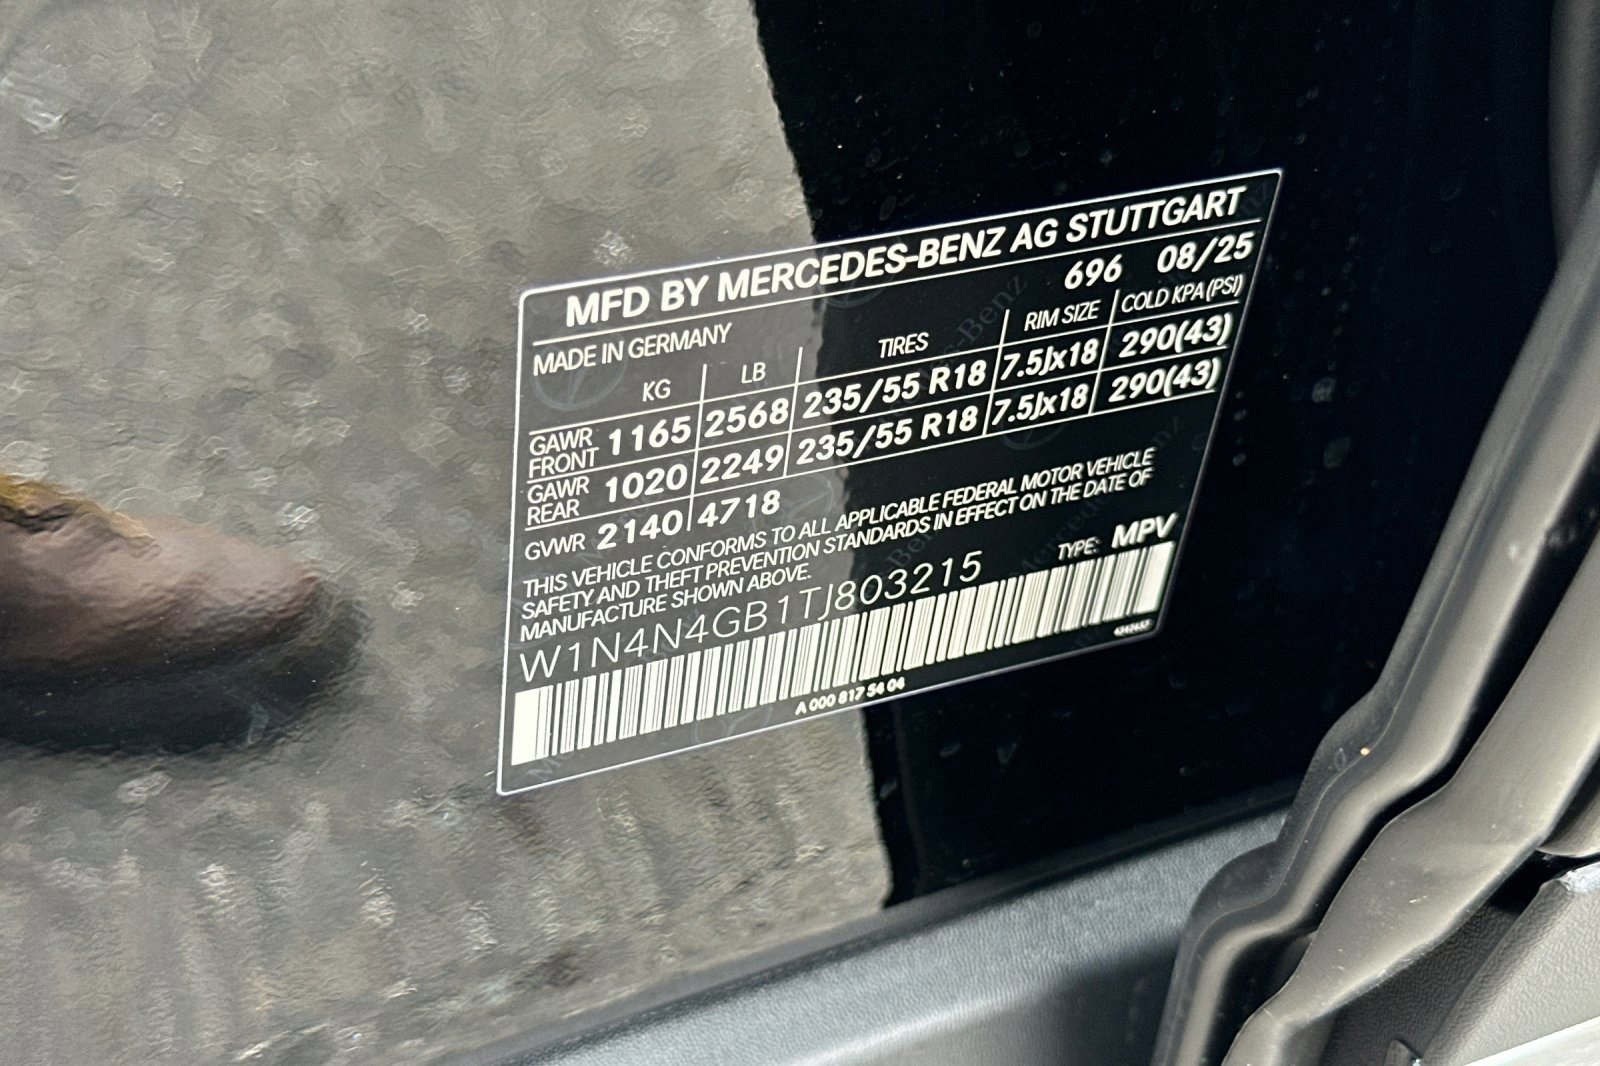 MFD BY MERCEDES-BENZ AG STUTTGART
MADE IN GERMANY 696 08/25
KG LB TIRES RIM SIZE COLD KPA (PSI)
GAWR FRONT 1165 2568 235/55 R18 7.5Jx18 290(43)
GAWR REAR 1020 2249 235/55 R18 7.5Jx18 290(43)
GVWR 2140 4718
THIS VEHICLE CONFORMS TO ALL APPLICABLE FEDERAL MOTOR VEHICLE
SAFETY AND THEFT PREVENTION STANDARDS IN EFFECT ON THE DATE OF
MANUFACTURE SHOWN ABOVE.
W1N4N4GB1TJ803215 TYPE: MPV
A 000 817 54 04